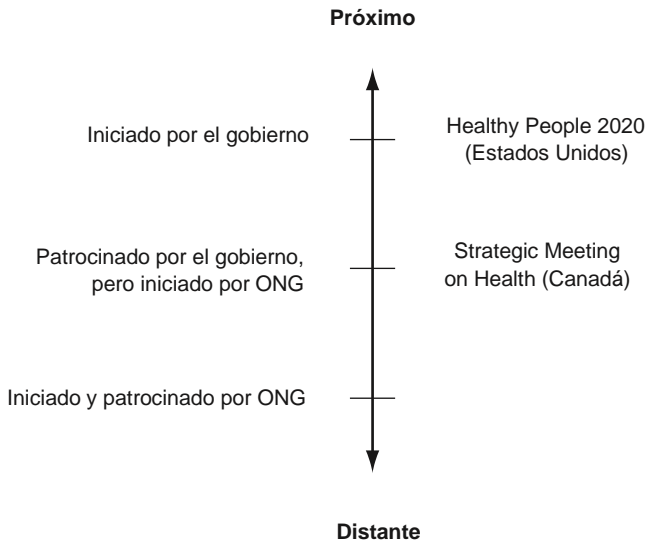 Próximo
Iniciado por el gobierno
Healthy People 2020
(Estados Unidos)
Patrocinado por el gobierno,
pero iniciado por ONG
Strategic Meeting
on Health (Canadá)
Iniciado y patrocinado por ONG
Distante